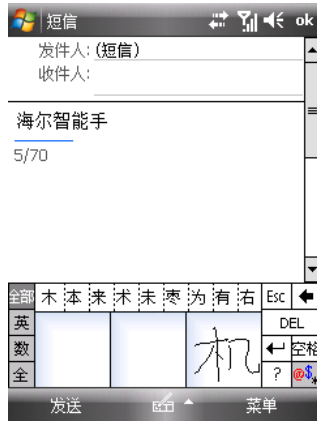 短信 ok
发件人: (短信)
收件人:
海尔智能手
5/70
全部 木 本 来 术 未 枣 为 有 右 Esc
英 DEL
数 机 空格
全 ? @$*
发送 菜单